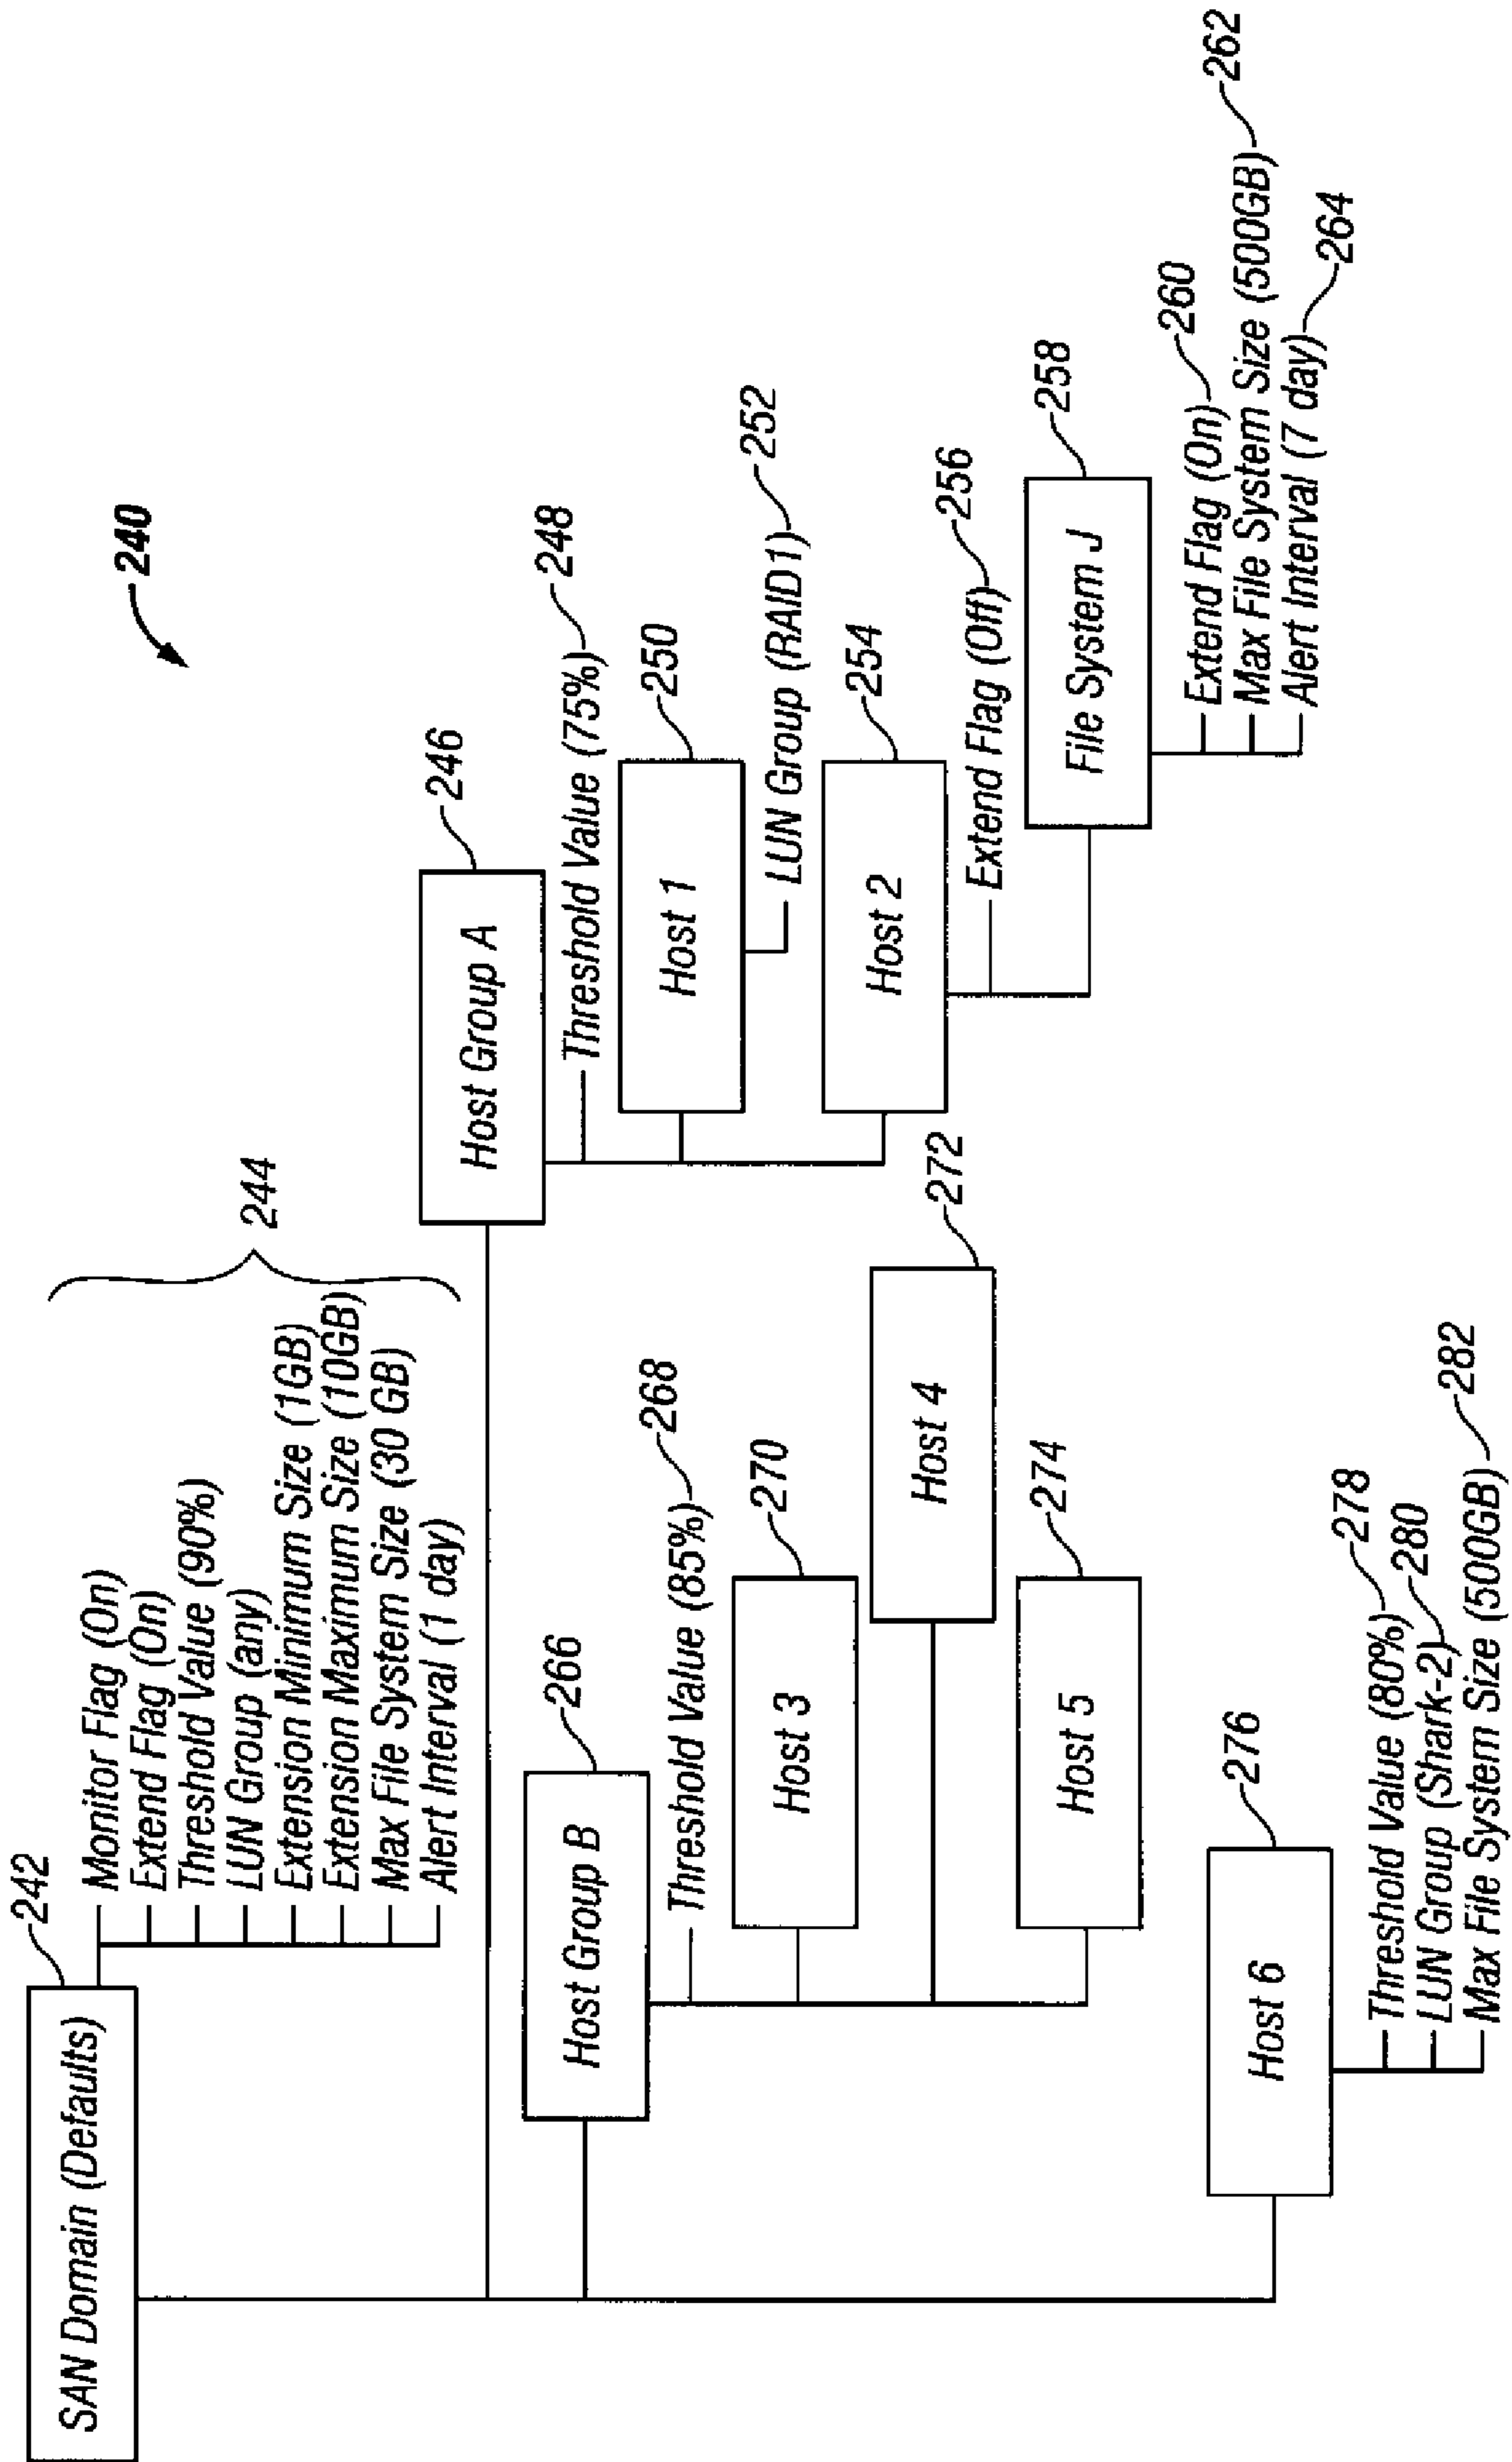 240
SAN Domain (Defaults)
242
Monitor Flag (On)
Extend Flag (On)
Threshold Value (90%)
LUN Group (any)
Extension Minimum Size (1GB)
Extension Maximum Size (10GB)
Max File System Size (30 GB)
Alert Interval (1 day)
244
Host Group A
246
Threshold Value (75%)
248
Host 1
250
LUN Group (RAID1)
252
Host 2
254
Extend Flag (Off)
256
File System J
258
Extend Flag (On)
260
Max File System Size (500GB)
262
Alert Interval (7 day)
264
Host Group B
266
Threshold Value (85%)
268
Host 3
270
Host 4
272
Host 5
274
Host 6
276
Threshold Value (80%)
278
LUN Group (Shark-2)
280
Max File System Size (500GB)
282